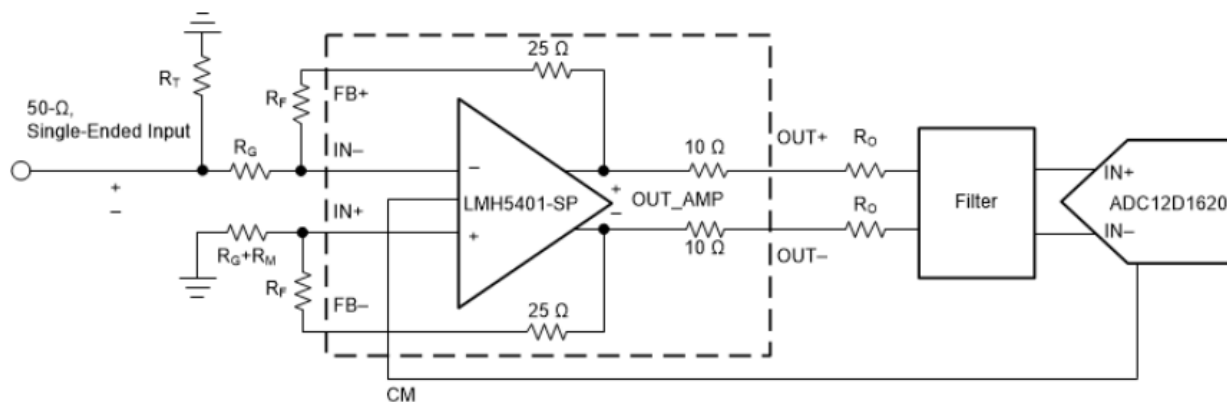 25 Ω
R_T
R_F
FB+
50-Ω,
Single-Ended Input
R_G
IN–
10 Ω
OUT+
R_O
+
–
–
LMH5401-SP
+
–
OUT_AMP
Filter
IN+
ADC12D1620
IN–
IN+
+
R_G+R_M
10 Ω
OUT–
R_O
R_F
FB–
25 Ω
CM